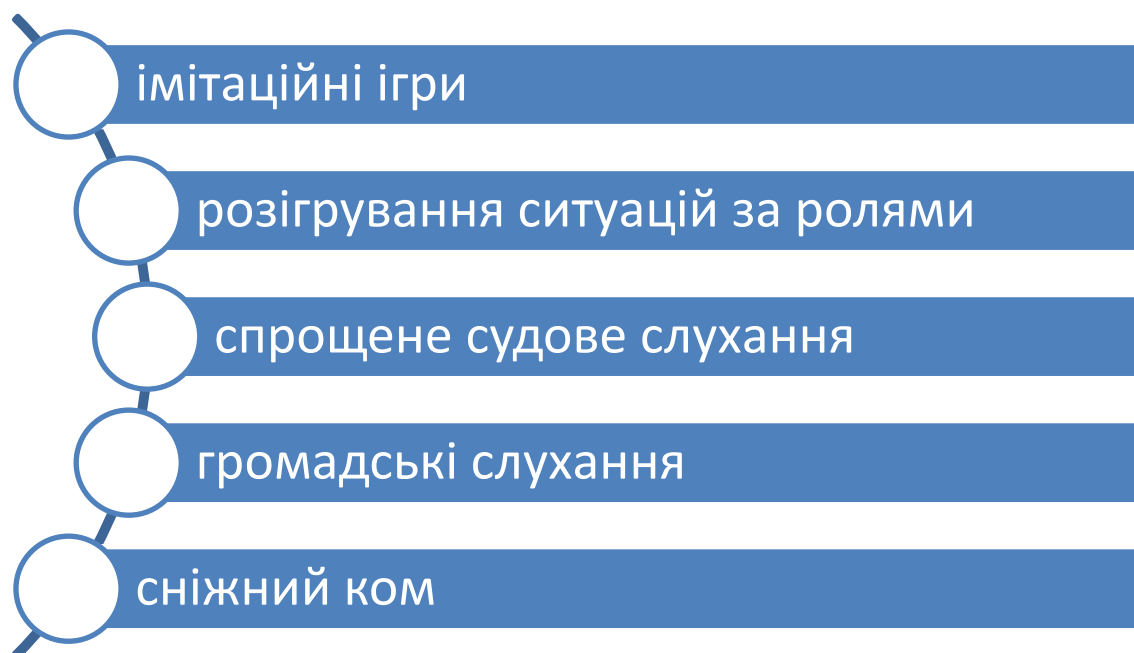 імітаційні ігри
розігрування ситуацій за ролями
спрощене судове слухання
громадські слухання
сніжний ком